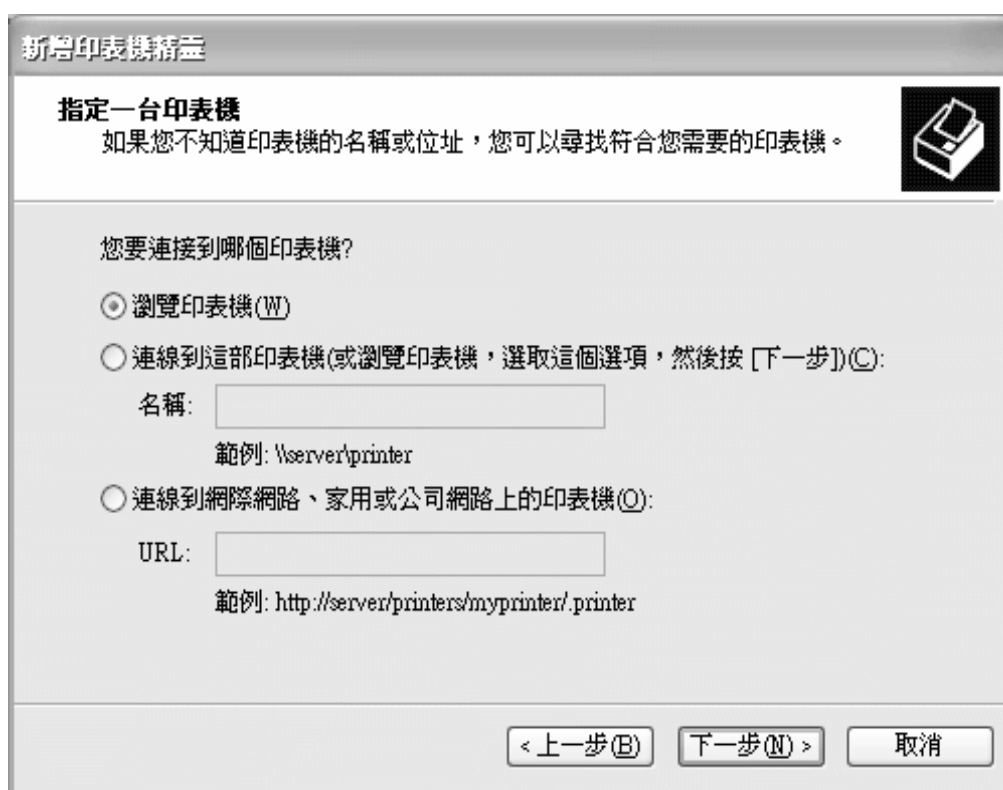 新增印表機精靈
指定一台印表機
如果您不知道印表機的名稱或位址，您可以尋找符合您需要的印表機。
您要連接到哪個印表機?
瀏覽印表機(W)
連線到這部印表機(或瀏覽印表機，選取這個選項，然後按 [下一步])(C):
名稱:
範例: \\server\printer
連線到網際網路、家用或公司網路上的印表機(O):
URL:
範例: http://server/printers/myprinter/.printer
< 上一步(B) 下一步(N) > 取消